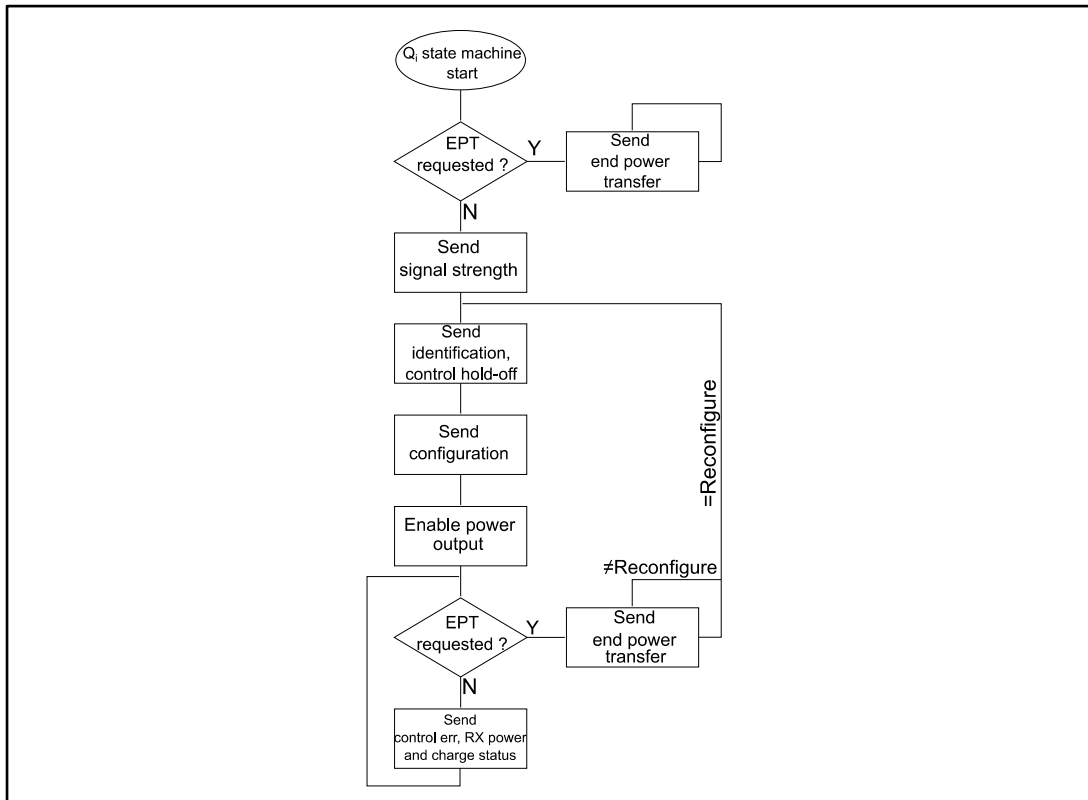 Qi state machine
start
EPT
requested ?
Y
Send
end power
transfer
N
Send
signal strength
Send
identification,
control hold-off
=Reconfigure
Send
configuration
Enable power
output
≠Reconfigure
EPT
requested ?
Y
Send
end power
transfer
N
Send
control err, RX power
and charge status